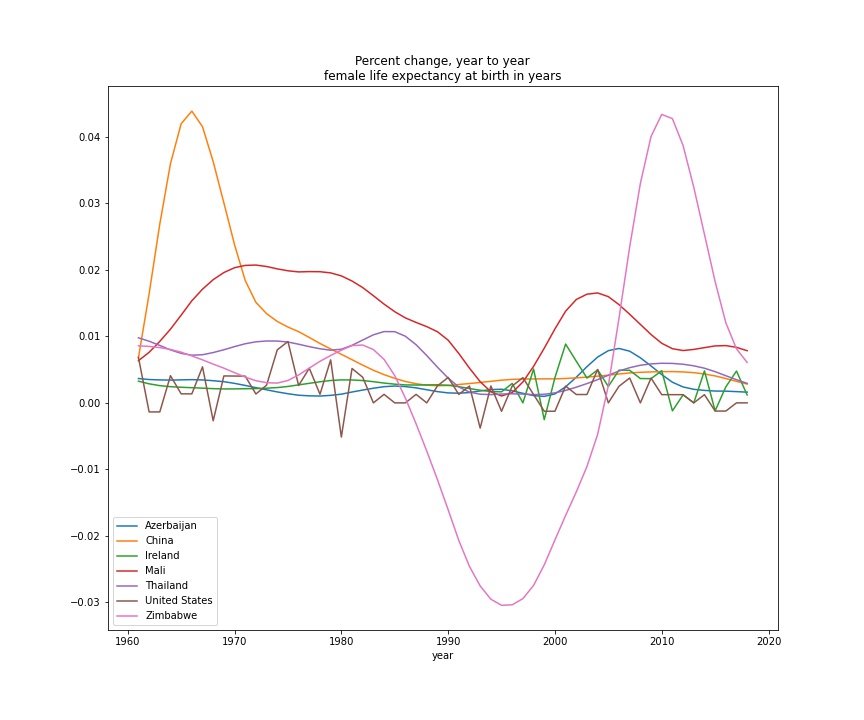 Percent change, year to year
female life expectancy at birth in years
0.04
0.03
0.02
0.01
0.00
−0.01
−0.02
−0.03
Azerbaijan
China
Ireland
Mali
Thailand
United States
Zimbabwe
1960 1970 1980 1990 2000 2010 2020
year